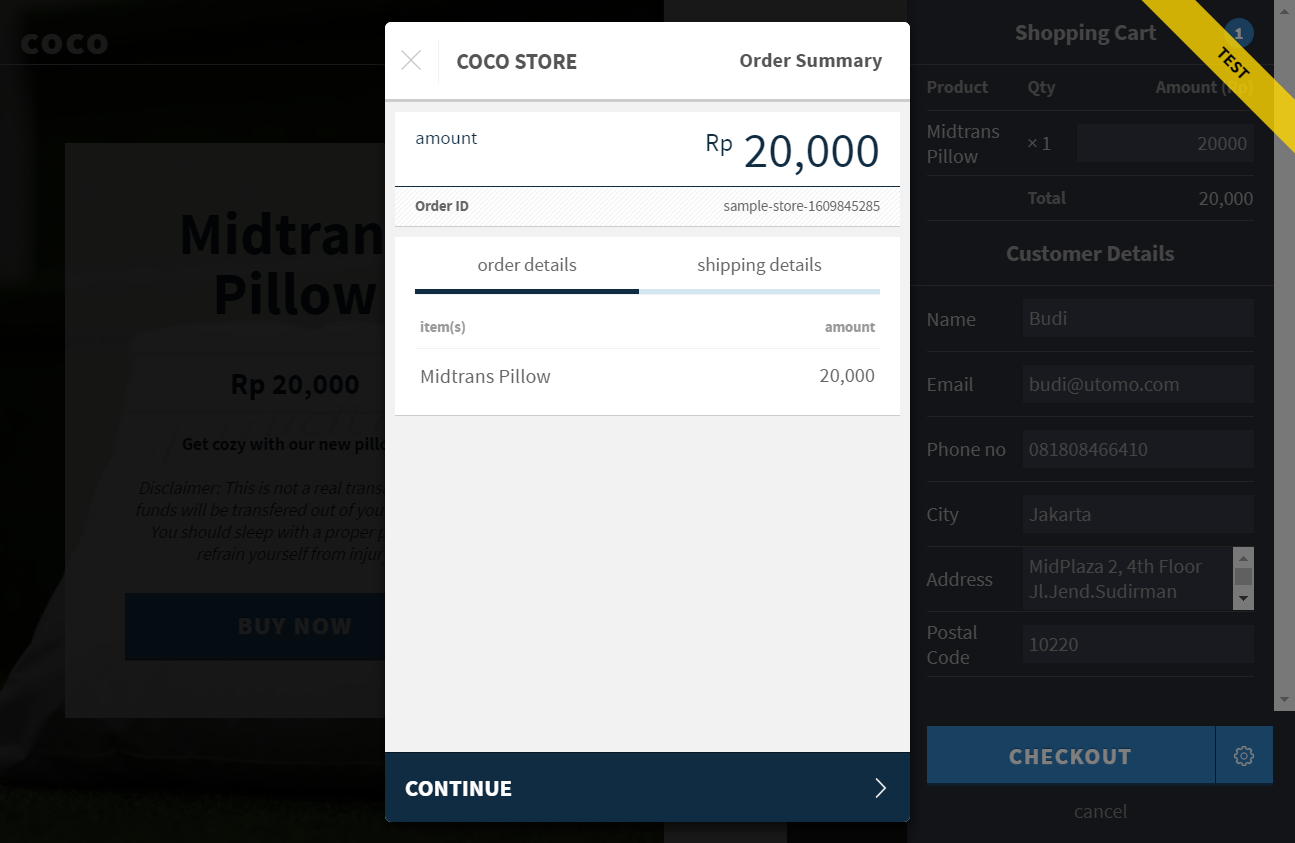 COCO
Midtran
Pillow
Rp 20,000
Get cozy with our new pillo
Disclaimer: This is not a real trans
funds will be transfered out of you
You should sleep with a proper p
refrain yourself from injur
BUY NOW
COCO STORE
Order Summary
amount
Rp 20,000
Order ID
sample-store-1609845285
order details
shipping details
item(s)
amount
Midtrans Pillow
20,000
CONTINUE
Shopping Cart
1
TEST
Product
Qty
Amount (Rp)
Midtrans
Pillow
× 1
20000
Total
20,000
Customer Details
Name
Budi
Email
budi@utomo.com
Phone no
081808466410
City
Jakarta
Address
MidPlaza 2, 4th Floor
Jl.Jend.Sudirman
Postal
Code
10220
CHECKOUT
cancel